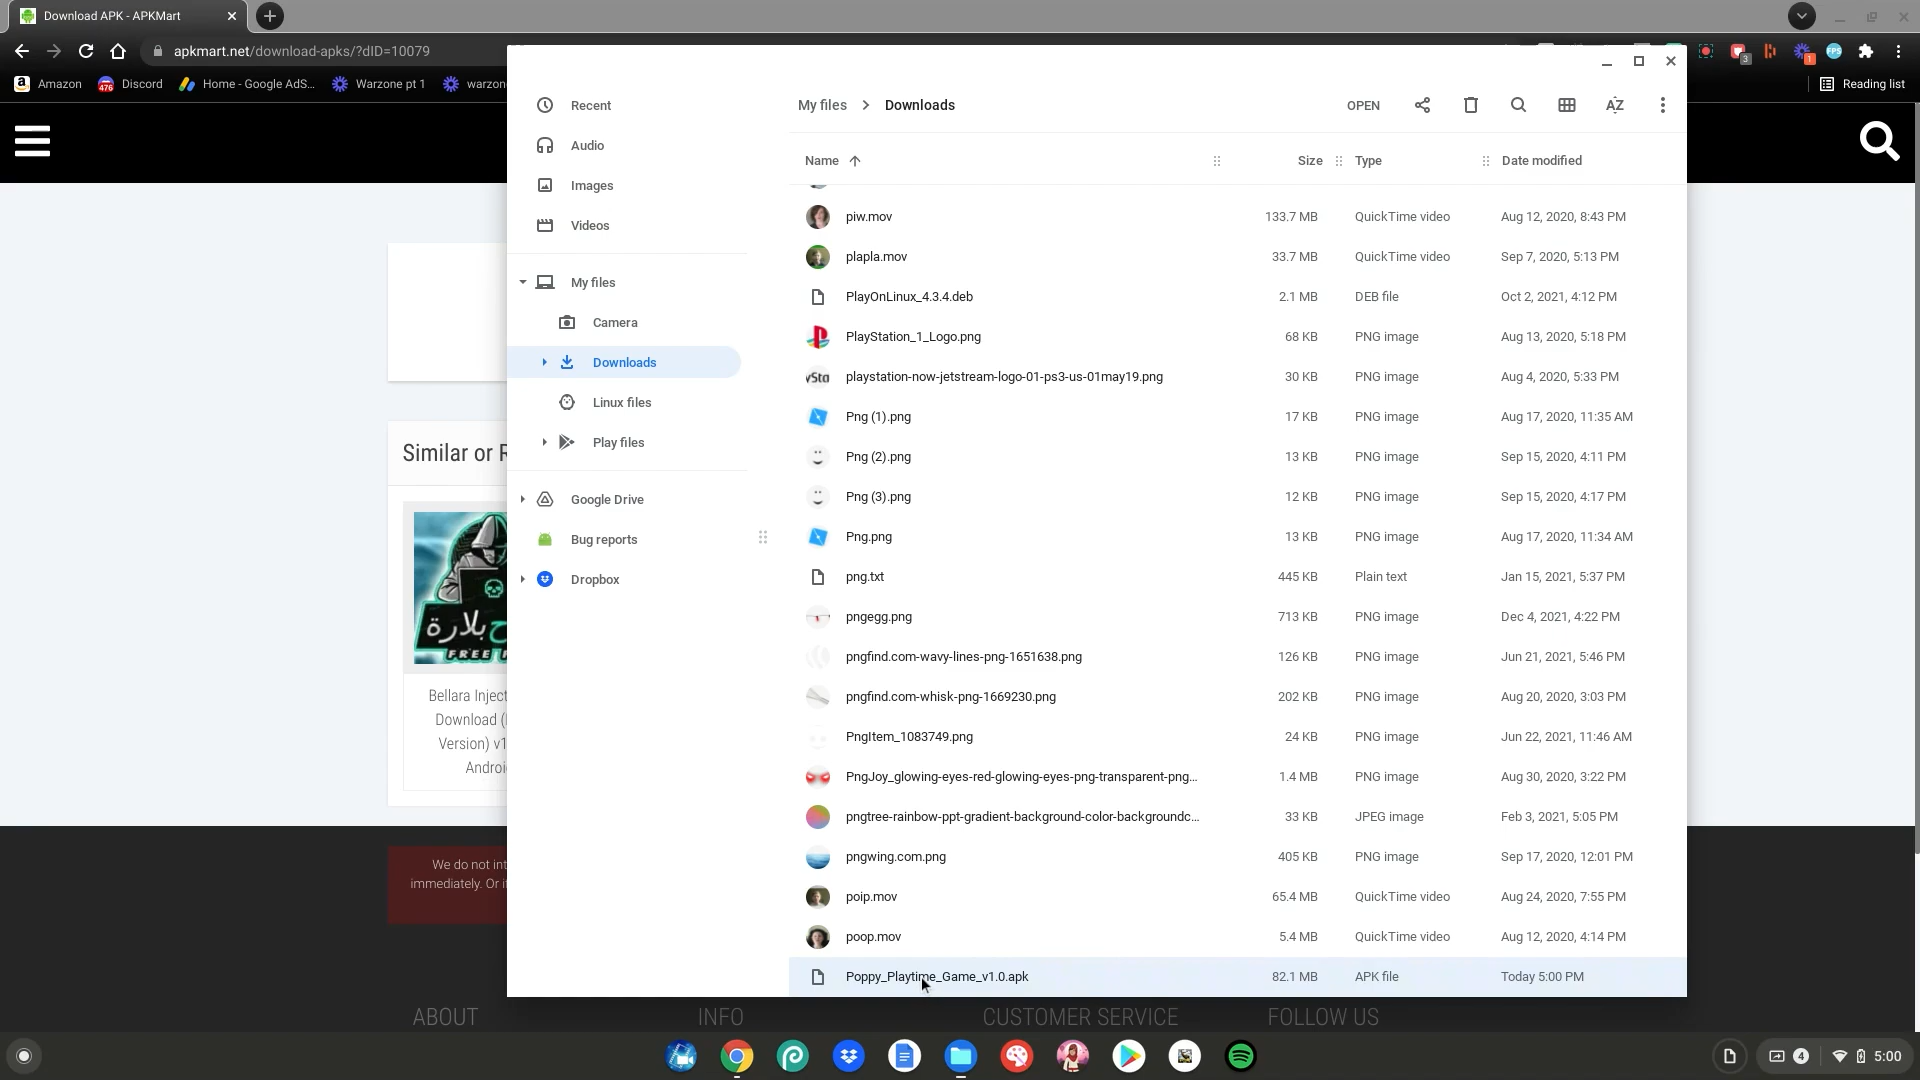 Download APK - APKMart
apkmart.net/download-apks/?dID=10079
3
1
FPS
Amazon
476
Discord
Home - Google AdS...
Warzone pt 1
warzon
Reading list
Similar or R
بلارة
FREE F
Bellara Inject
Download (
Version) v1
Androi
We do not int
immediately. Or i
ABOUT
INFO
CUSTOMER SERVICE
FOLLOW US
Recent
Audio
Images
Videos
My files
Camera
Downloads
Linux files
Play files
Google Drive
Bug reports
Dropbox
My files > Downloads
OPEN
AZ
Name Size Type Date modified
piw.mov 133.7 MB QuickTime video Aug 12, 2020, 8:43 PM
plapla.mov 33.7 MB QuickTime video Sep 7, 2020, 5:13 PM
PlayOnLinux_4.3.4.deb 2.1 MB DEB file Oct 2, 2021, 4:12 PM
PlayStation_1_Logo.png 68 KB PNG image Aug 13, 2020, 5:18 PM
playstation-now-jetstream-logo-01-ps3-us-01may19.png 30 KB PNG image Aug 4, 2020, 5:33 PM
Png (1).png 17 KB PNG image Aug 17, 2020, 11:35 AM
Png (2).png 13 KB PNG image Sep 15, 2020, 4:11 PM
Png (3).png 12 KB PNG image Sep 15, 2020, 4:17 PM
Png.png 13 KB PNG image Aug 17, 2020, 11:34 AM
png.txt 445 KB Plain text Jan 15, 2021, 5:37 PM
pngegg.png 713 KB PNG image Dec 4, 2021, 4:22 PM
pngfind.com-wavy-lines-png-1651638.png 126 KB PNG image Jun 21, 2021, 5:46 PM
pngfind.com-whisk-png-1669230.png 202 KB PNG image Aug 20, 2020, 3:03 PM
PngItem_1083749.png 24 KB PNG image Jun 22, 2021, 11:46 AM
PngJoy_glowing-eyes-red-glowing-eyes-png-transparent-png... 1.4 MB PNG image Aug 30, 2020, 3:22 PM
pngtree-rainbow-ppt-gradient-background-color-backgroundc... 33 KB JPEG image Feb 3, 2021, 5:05 PM
pngwing.com.png 405 KB PNG image Sep 17, 2020, 12:01 PM
poip.mov 65.4 MB QuickTime video Aug 24, 2020, 7:55 PM
poop.mov 5.4 MB QuickTime video Aug 12, 2020, 4:14 PM
Poppy_Playtime_Game_v1.0.apk 82.1 MB APK file Today 5:00 PM
4
5:00